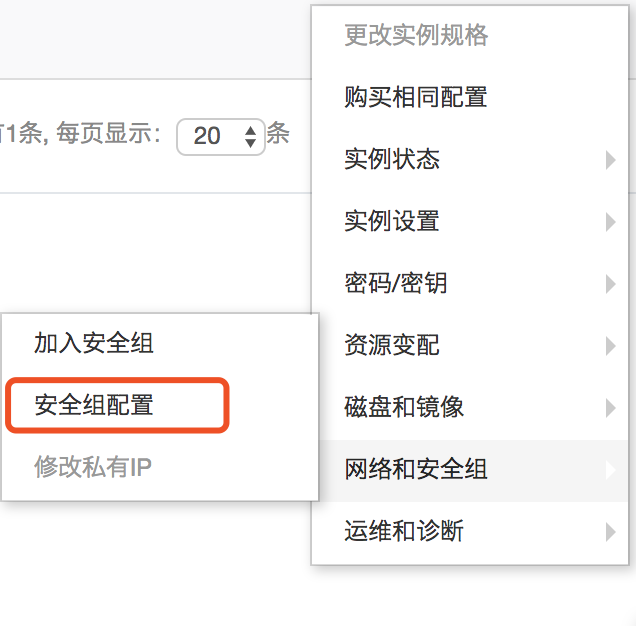 更改实例规格
购买相同配置
1条, 每页显示: 20 条
实例状态
实例设置
密码/密钥
资源变配
磁盘和镜像
网络和安全组
运维和诊断
加入安全组
安全组配置
修改私有IP